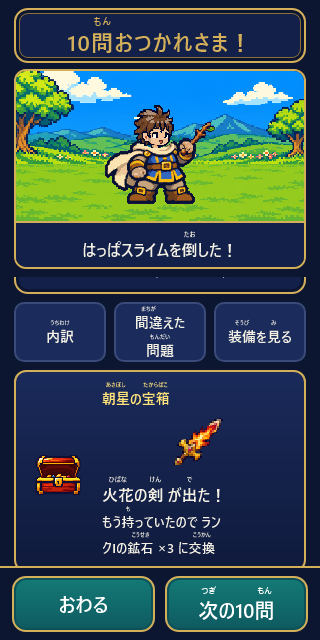 10問おつかれさま！
はっぱスライムを倒した！
内訳
間違えた
問題
装備を見る
朝星の宝箱
火花の剣 が出た！
もう持っていたので ラン
クIの鉱石 ×3 に交換
おわる
次の10問